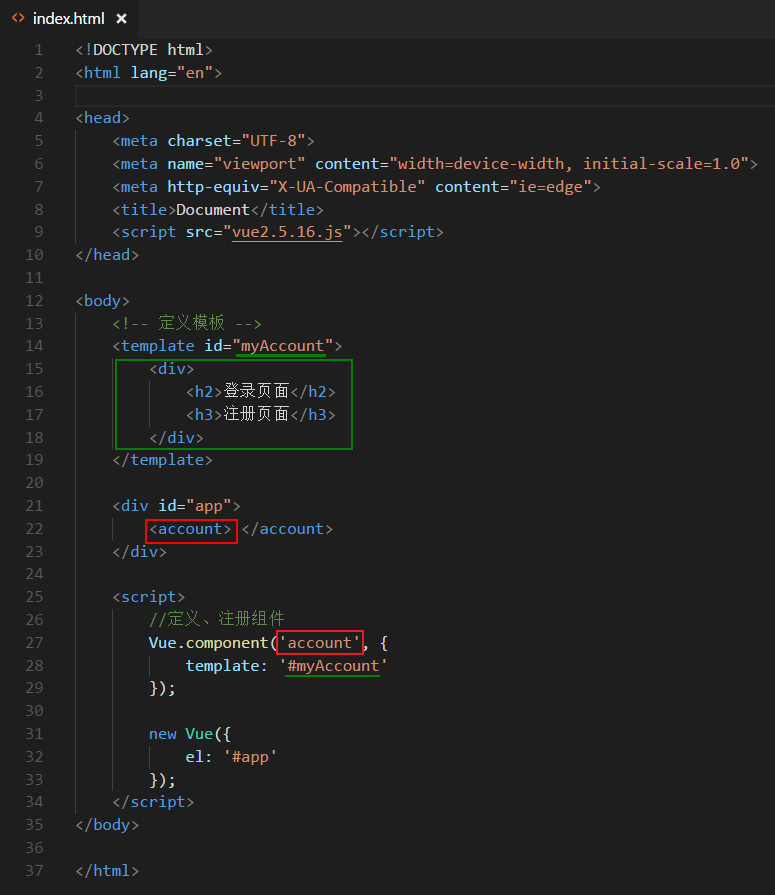 <> index.html ×
1 <!DOCTYPE html>
2 <html lang="en">
3
4 <head>
5     <meta charset="UTF-8">
6     <meta name="viewport" content="width=device-width, initial-scale=1.0">
7     <meta http-equiv="X-UA-Compatible" content="ie=edge">
8     <title>Document</title>
9     <script src="vue2.5.16.js"></script>
10 </head>
11
12 <body>
13     <!-- 定义模板 -->
14     <template id="myAccount">
15         <div>
16             <h2>登录页面</h2>
17             <h3>注册页面</h3>
18         </div>
19     </template>
20
21     <div id="app">
22         <account> </account>
23     </div>
24
25     <script>
26         //定义、注册组件
27         Vue.component('account', {
28             template: '#myAccount'
29         });
30
31         new Vue({
32             el: '#app'
33         });
34     </script>
35 </body>
36
37 </html>